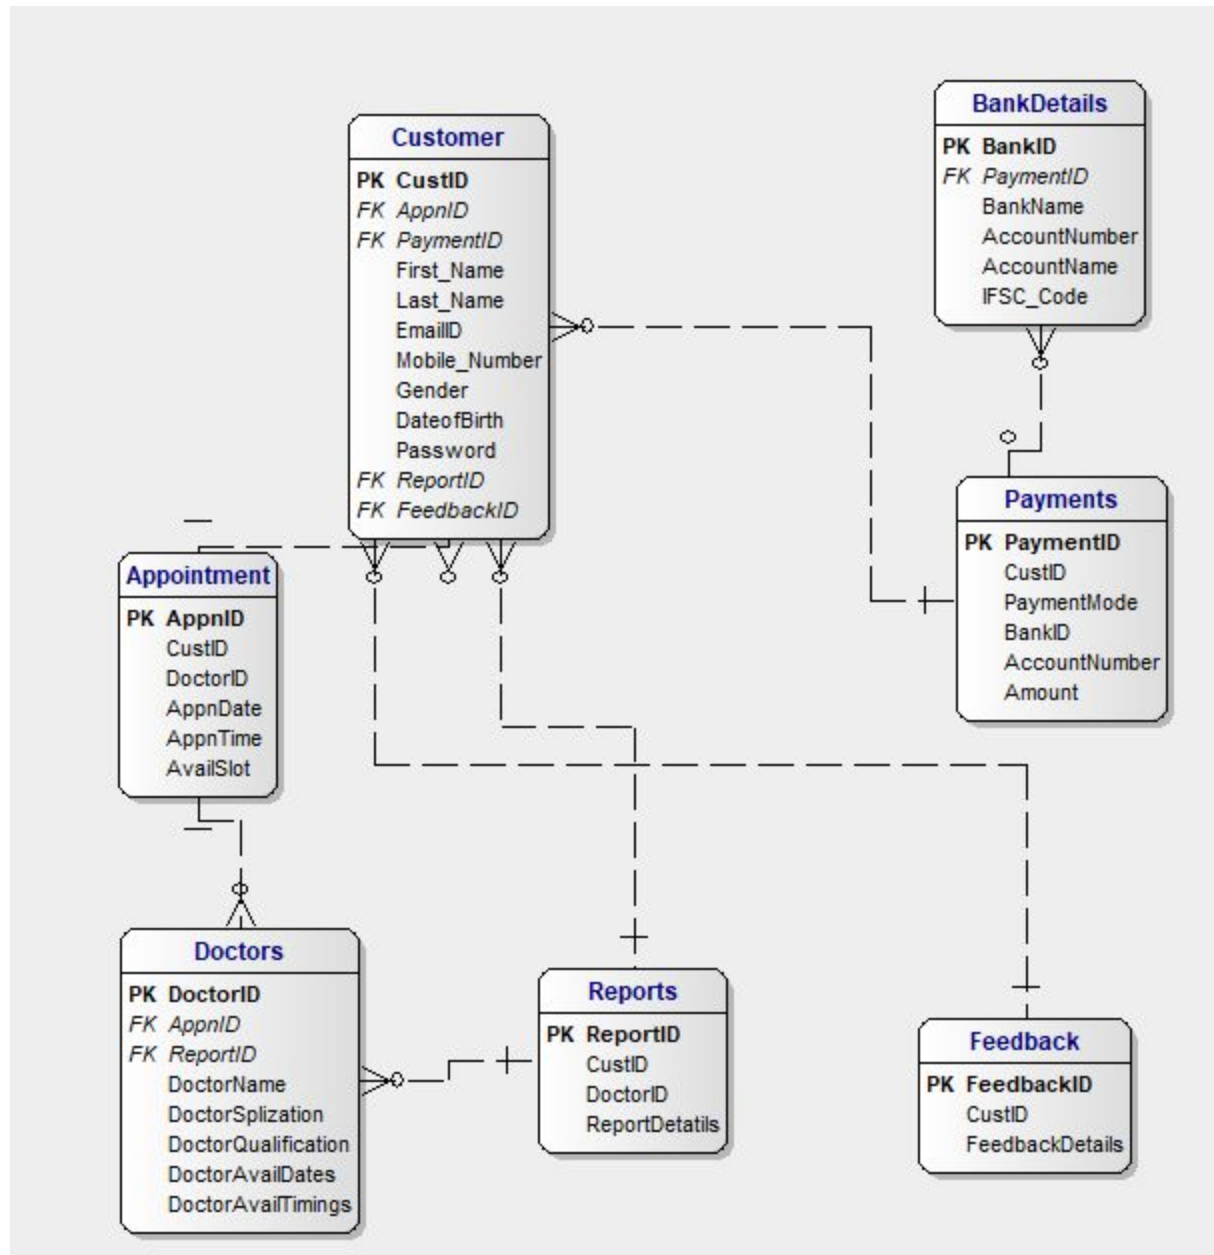 Customer
PK CustID
FK AppnID
FK PaymentID
First_Name
Last_Name
EmailID
Mobile_Number
Gender
DateofBirth
Password
FK ReportID
FK FeedbackID
BankDetails
PK BankID
FK PaymentID
BankName
AccountNumber
AccountName
IFSC_Code
Payments
PK PaymentID
CustID
PaymentMode
BankID
AccountNumber
Amount
Appointment
PK AppnID
CustID
DoctorID
AppnDate
AppnTime
AvailSlot
Doctors
PK DoctorID
FK AppnID
FK ReportID
DoctorName
DoctorSplization
DoctorQualification
DoctorAvailDates
DoctorAvailTimings
Reports
PK ReportID
CustID
DoctorID
ReportDetatils
Feedback
PK FeedbackID
CustID
FeedbackDetails